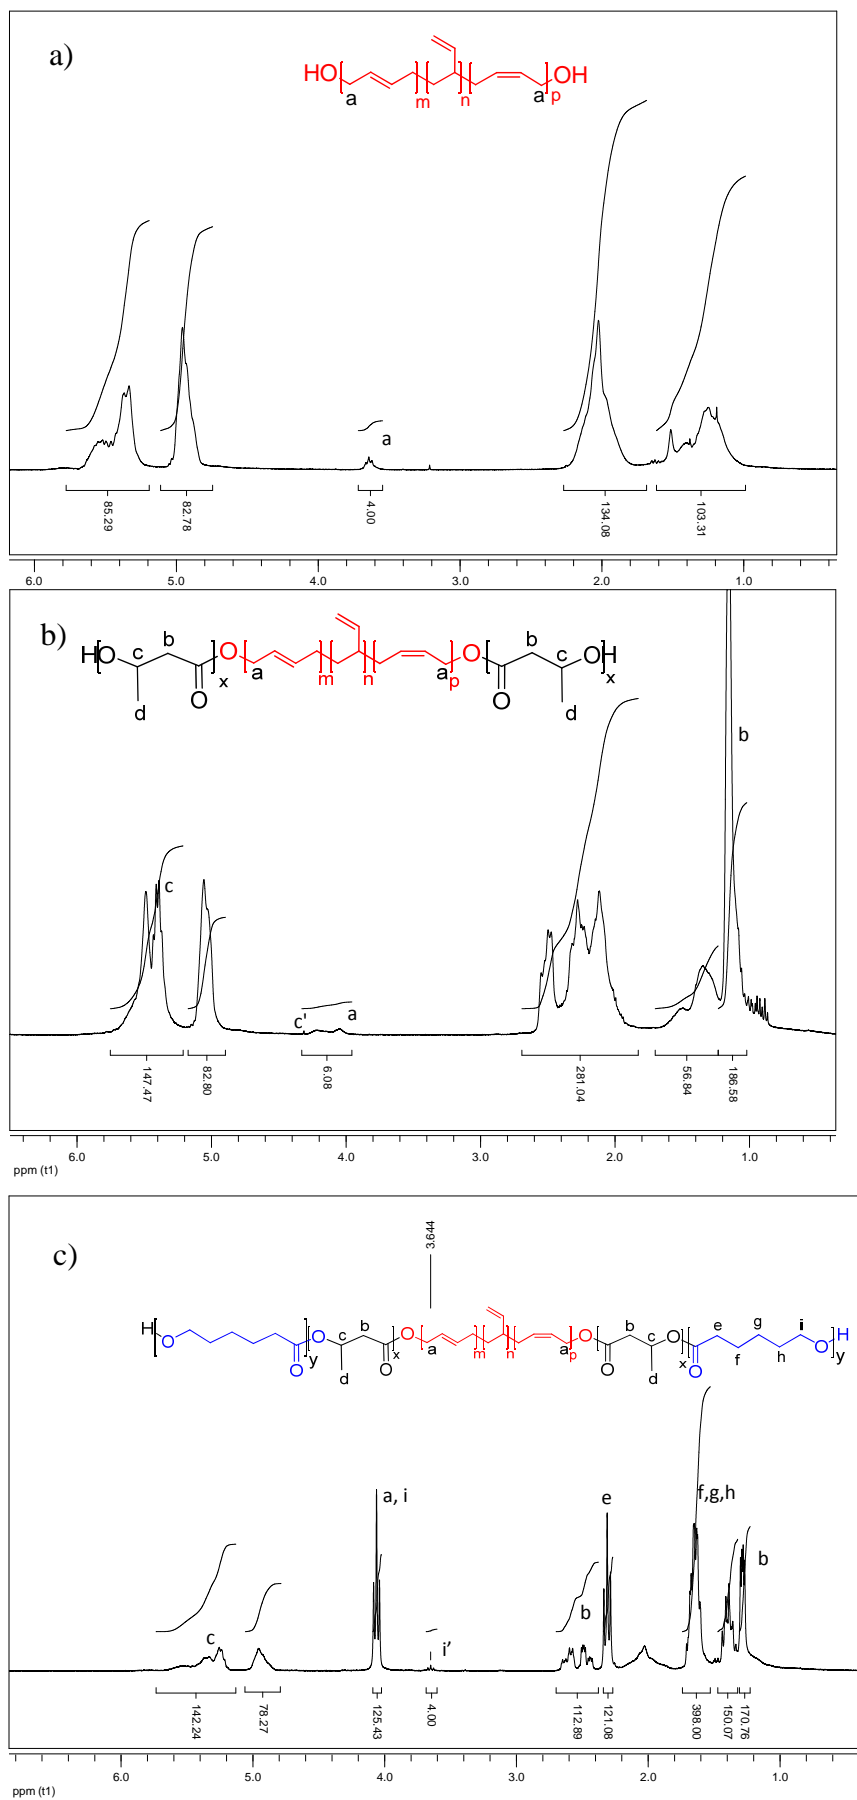 a)
HO
OH
a
m
n
a
p
a
85.29
82.78
4.00
134.08
103.31
6.0 5.0 4.0 3.0 2.0 1.0
b)
H
O
c
b
d
O
x
O
a
m
n
a
p
O
O
b
c
d
OH
x
b
c
c'
a
147.47
82.80
6.08
281.04
56.84
186.58
6.0 5.0 4.0 3.0 2.0 1.0
ppm (t1)
3.644
c)
H
O
O
y
O
c
b
d
O
x
O
a
m
n
a
p
O
O
b
c
d
O
x
O
e
f
g
h
i
O
H
y
a, i
e
f,g,h
b
b
c
i'
142.24
78.27
125.43
4.00
112.89
121.08
398.00
150.07
170.76
6.0 5.0 4.0 3.0 2.0 1.0
ppm (t1)